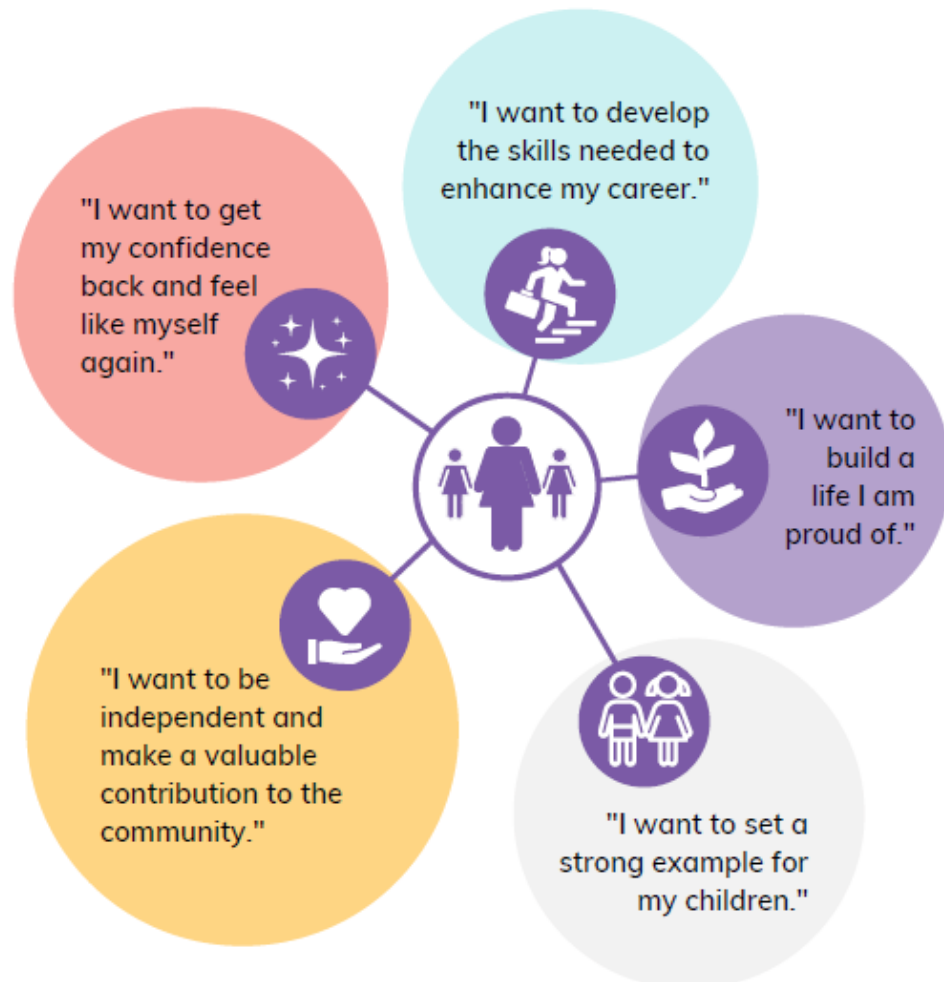 "I want to develop
the skills needed to
enhance my career."
"I want to get
my confidence
back and feel
like myself
again."
"I want to
build a
life I am
proud of."
"I want to be
independent and
make a valuable
contribution to the
community."
"I want to set a
strong example for
my children."